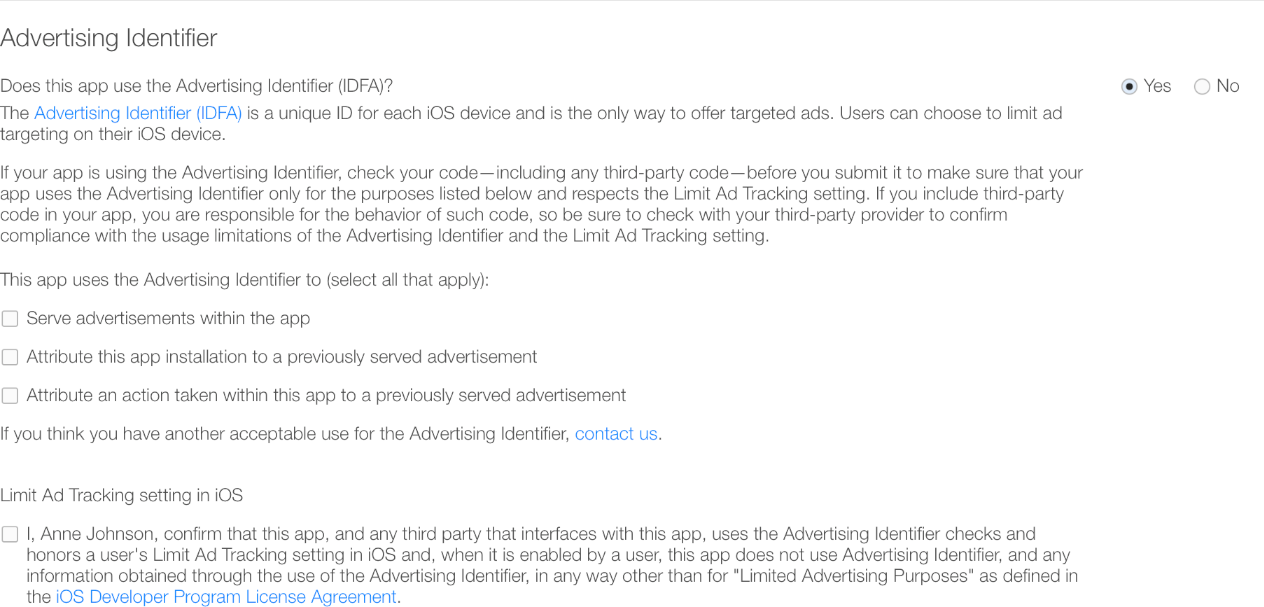 Advertising Identifier
Does this app use the Advertising Identifier (IDFA)? Yes No
The Advertising Identifier (IDFA) is a unique ID for each iOS device and is the only way to offer targeted ads. Users can choose to limit ad
targeting on their iOS device.
If your app is using the Advertising Identifier, check your code—including any third-party code—before you submit it to make sure that your
app uses the Advertising Identifier only for the purposes listed below and respects the Limit Ad Tracking setting. If you include third-party
code in your app, you are responsible for the behavior of such code, so be sure to check with your third-party provider to confirm
compliance with the usage limitations of the Advertising Identifier and the Limit Ad Tracking setting.
This app uses the Advertising Identifier to (select all that apply):
Serve advertisements within the app
Attribute this app installation to a previously served advertisement
Attribute an action taken within this app to a previously served advertisement
If you think you have another acceptable use for the Advertising Identifier, contact us.
Limit Ad Tracking setting in iOS
I, Anne Johnson, confirm that this app, and any third party that interfaces with this app, uses the Advertising Identifier checks and
honors a user's Limit Ad Tracking setting in iOS and, when it is enabled by a user, this app does not use Advertising Identifier, and any
information obtained through the use of the Advertising Identifier, in any way other than for "Limited Advertising Purposes" as defined in
the iOS Developer Program License Agreement.